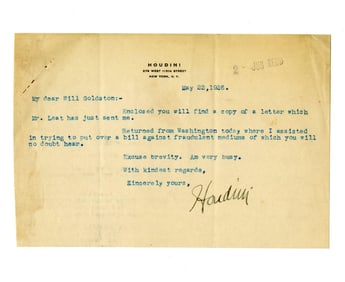 HOUDINI
278 WEST 113TH STREET
NEW YORK, N. Y.
JUN RECD
May 22, 1926.
My dear Will Goldston:-
Enclosed you will find a copy of a letter which
Mr. Leat has just sent me.
Returned from Washington today where I assisted
in trying to put over a bill against fraudulent mediums of which you will
no doubt hear.
Excuse brevity. Am very busy.
With kindest regards,
Sincerely yours,
Houdini